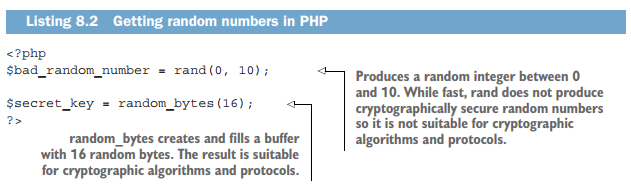 Listing 8.2 Getting random numbers in PHP
<?php
$bad_random_number = rand(0, 10);
Produces a random integer between 0
and 10. While fast, rand does not produce
cryptographically secure random numbers
so it is not suitable for cryptographic
algorithms and protocols.
$secret_key = random_bytes(16);
?>
random_bytes creates and fills a buffer
with 16 random bytes. The result is suitable
for cryptographic algorithms and protocols.